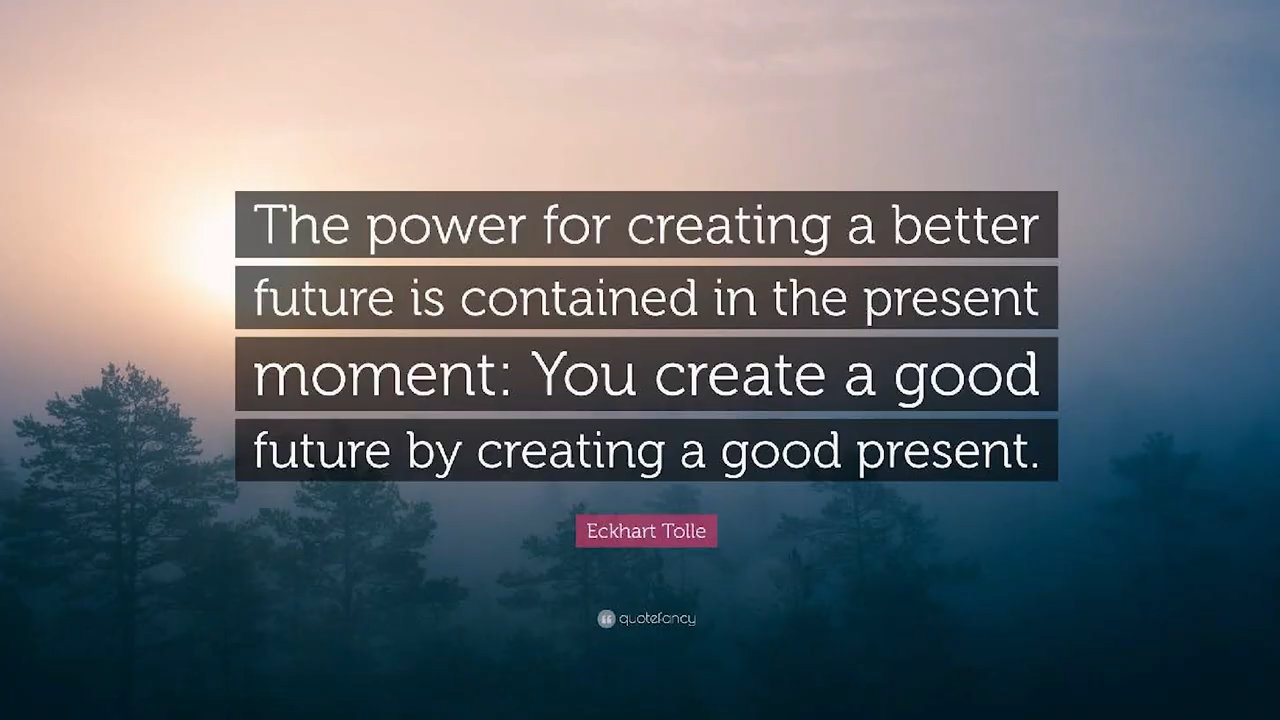 The power for creating a better
future is contained in the present
moment: You create a good
future by creating a good present.
Eckhart Tolle
quotefancy